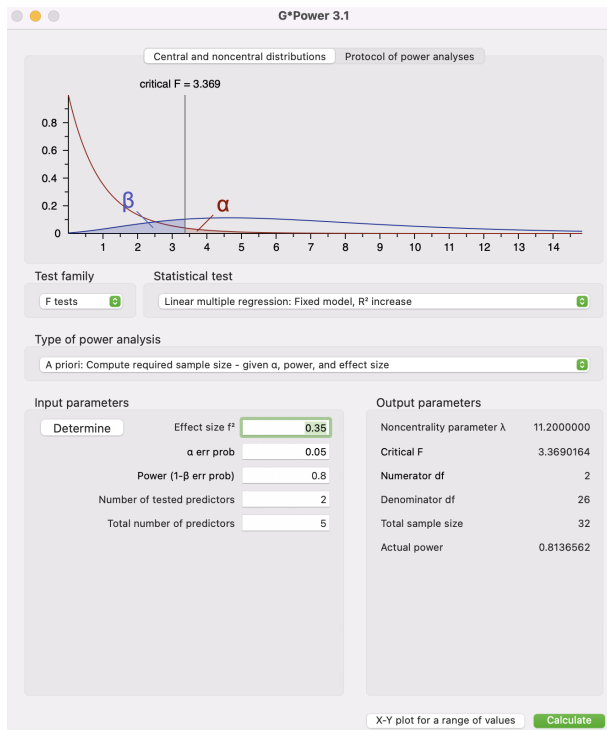 G*Power 3.1
Central and noncentral distributions Protocol of power analyses
critical F = 3.369
0.8
0.6
0.4
0.2
0
β
α
1 2 3 4 5 6 7 8 9 10 11 12 13 14
Test family Statistical test
F tests Linear multiple regression: Fixed model, R² increase
Type of power analysis
A priori: Compute required sample size - given α, power, and effect size
Input parameters Output parameters
Determine Effect size f² 0.35 Noncentrality parameter λ 11.2000000
α err prob 0.05 Critical F 3.3690164
Power (1-β err prob) 0.8 Numerator df 2
Number of tested predictors 2 Denominator df 26
Total number of predictors 5 Total sample size 32
Actual power 0.8136562
X-Y plot for a range of values Calculate